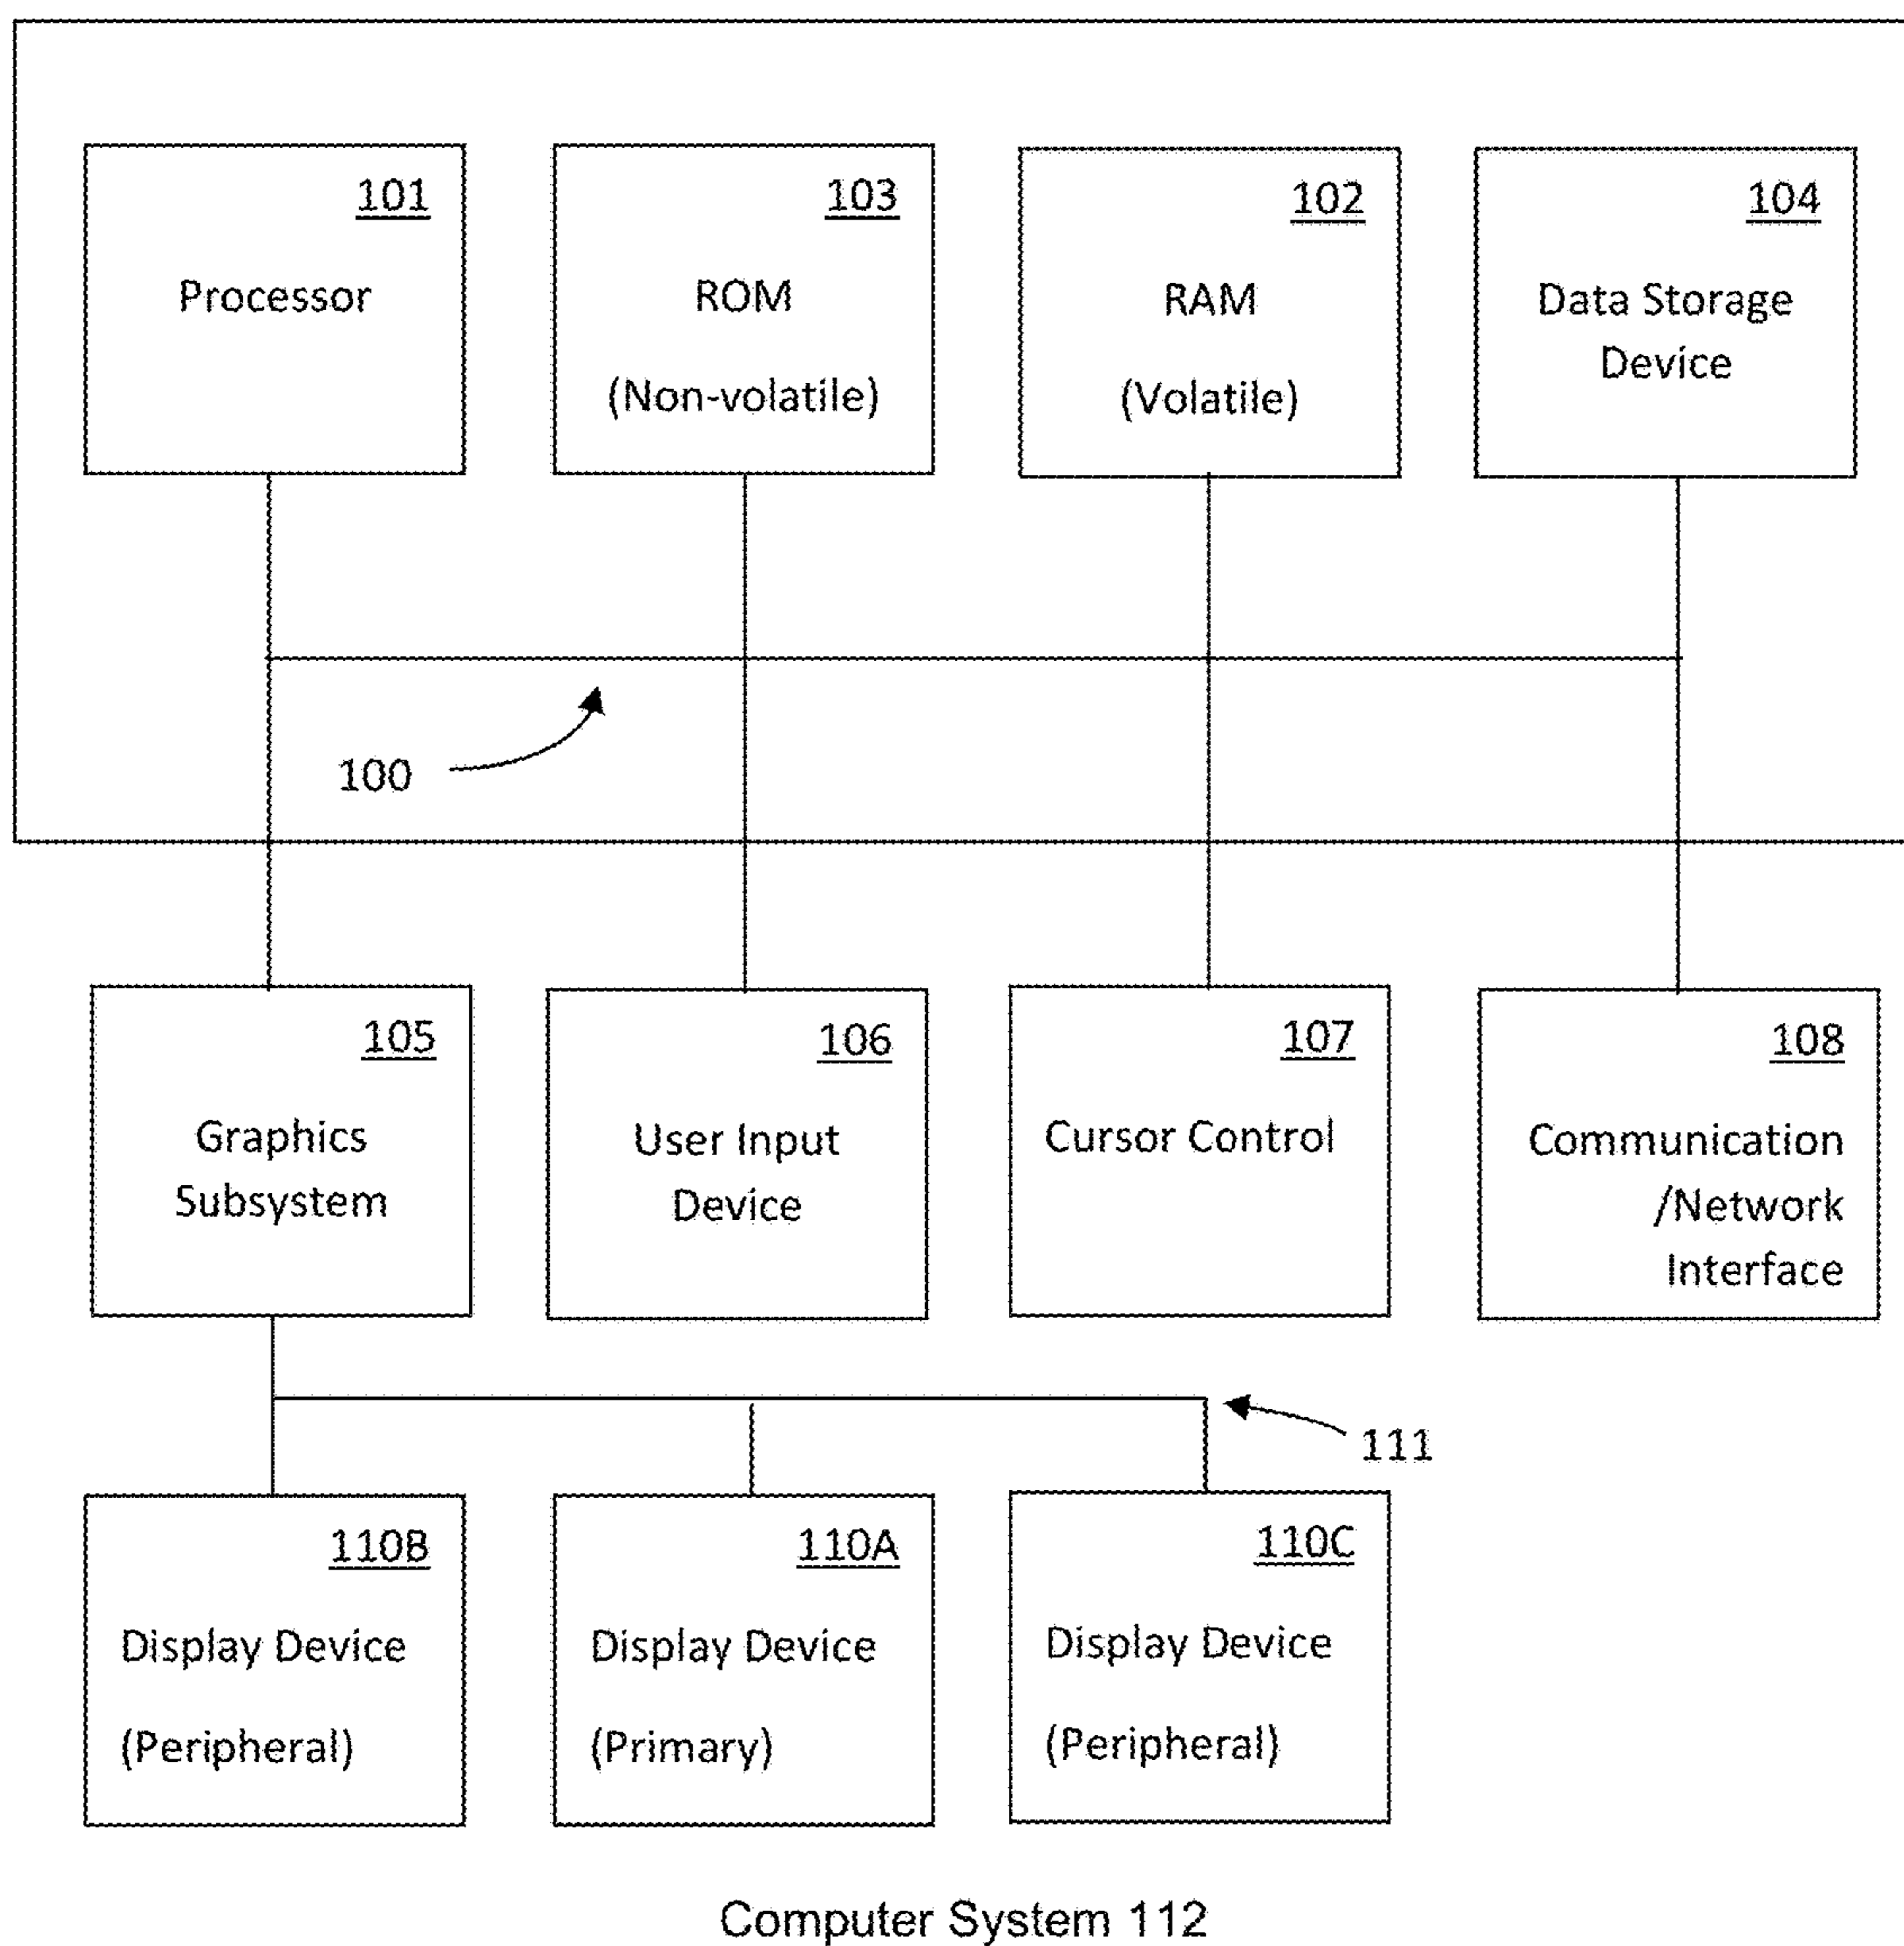 101
Processor
103
ROM
(Non-volatile)
102
RAM
(Volatile)
104
Data Storage
Device
100
105
Graphics
Subsystem
106
User Input
Device
107
Cursor Control
108
Communication
/Network
Interface
111
110B
Display Device
(Peripheral)
110A
Display Device
(Primary)
110C
Display Device
(Peripheral)
Computer System 112